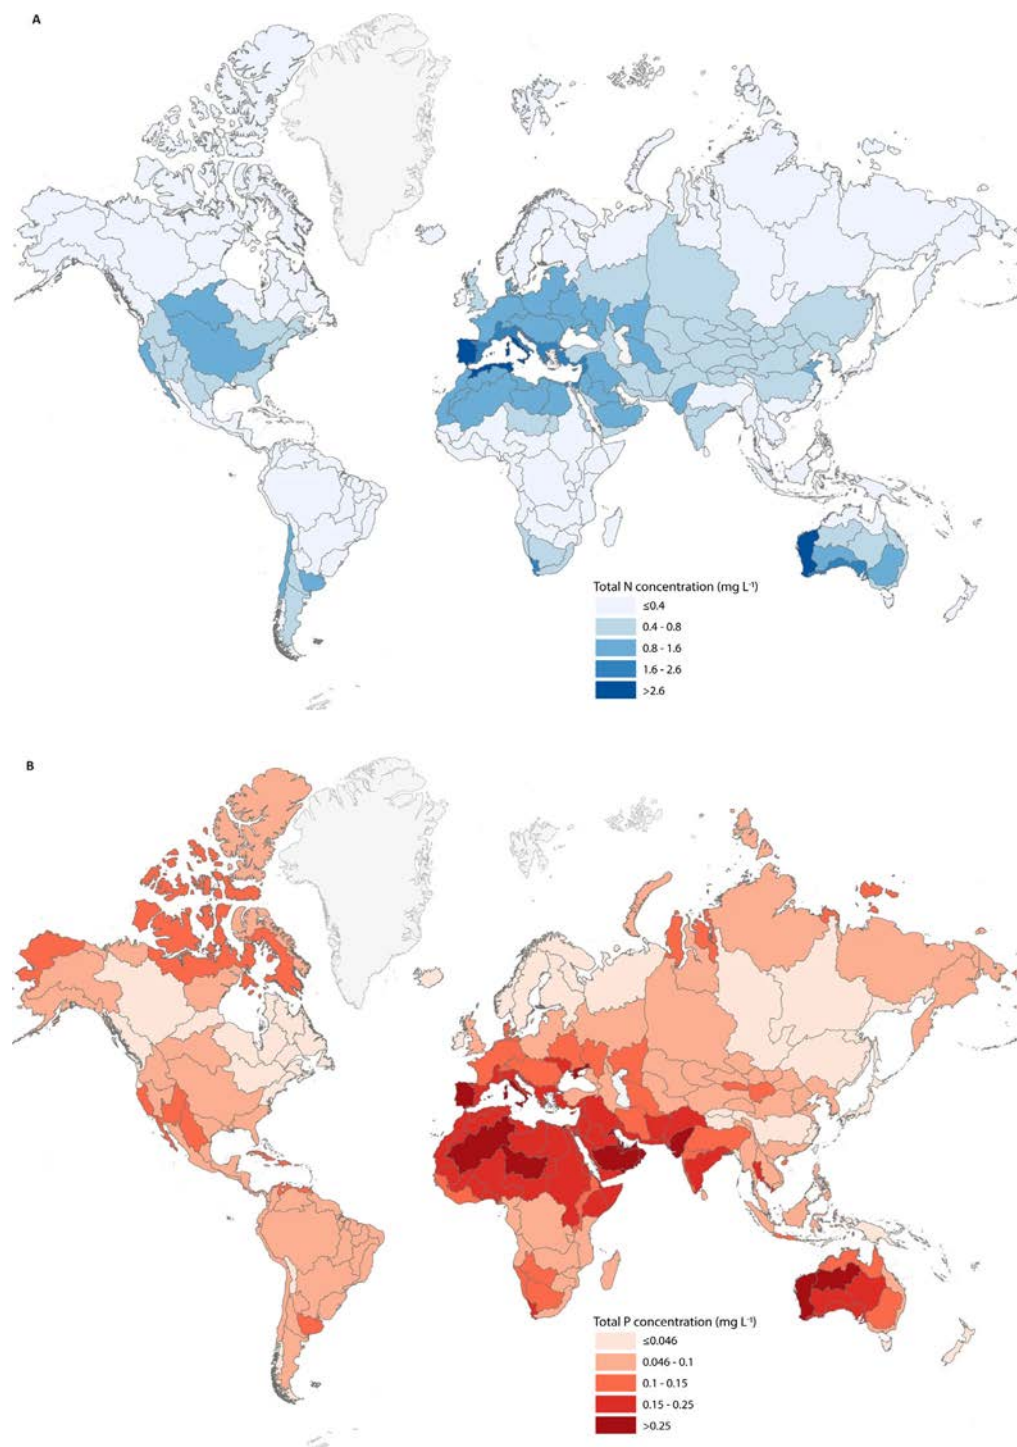 A
Total N concentration (mg L⁻¹)
≤0.4
0.4 - 0.8
0.8 - 1.6
1.6 - 2.6
>2.6
B
Total P concentration (mg L⁻¹)
≤0.046
0.046 - 0.1
0.1 - 0.15
0.15 - 0.25
>0.25